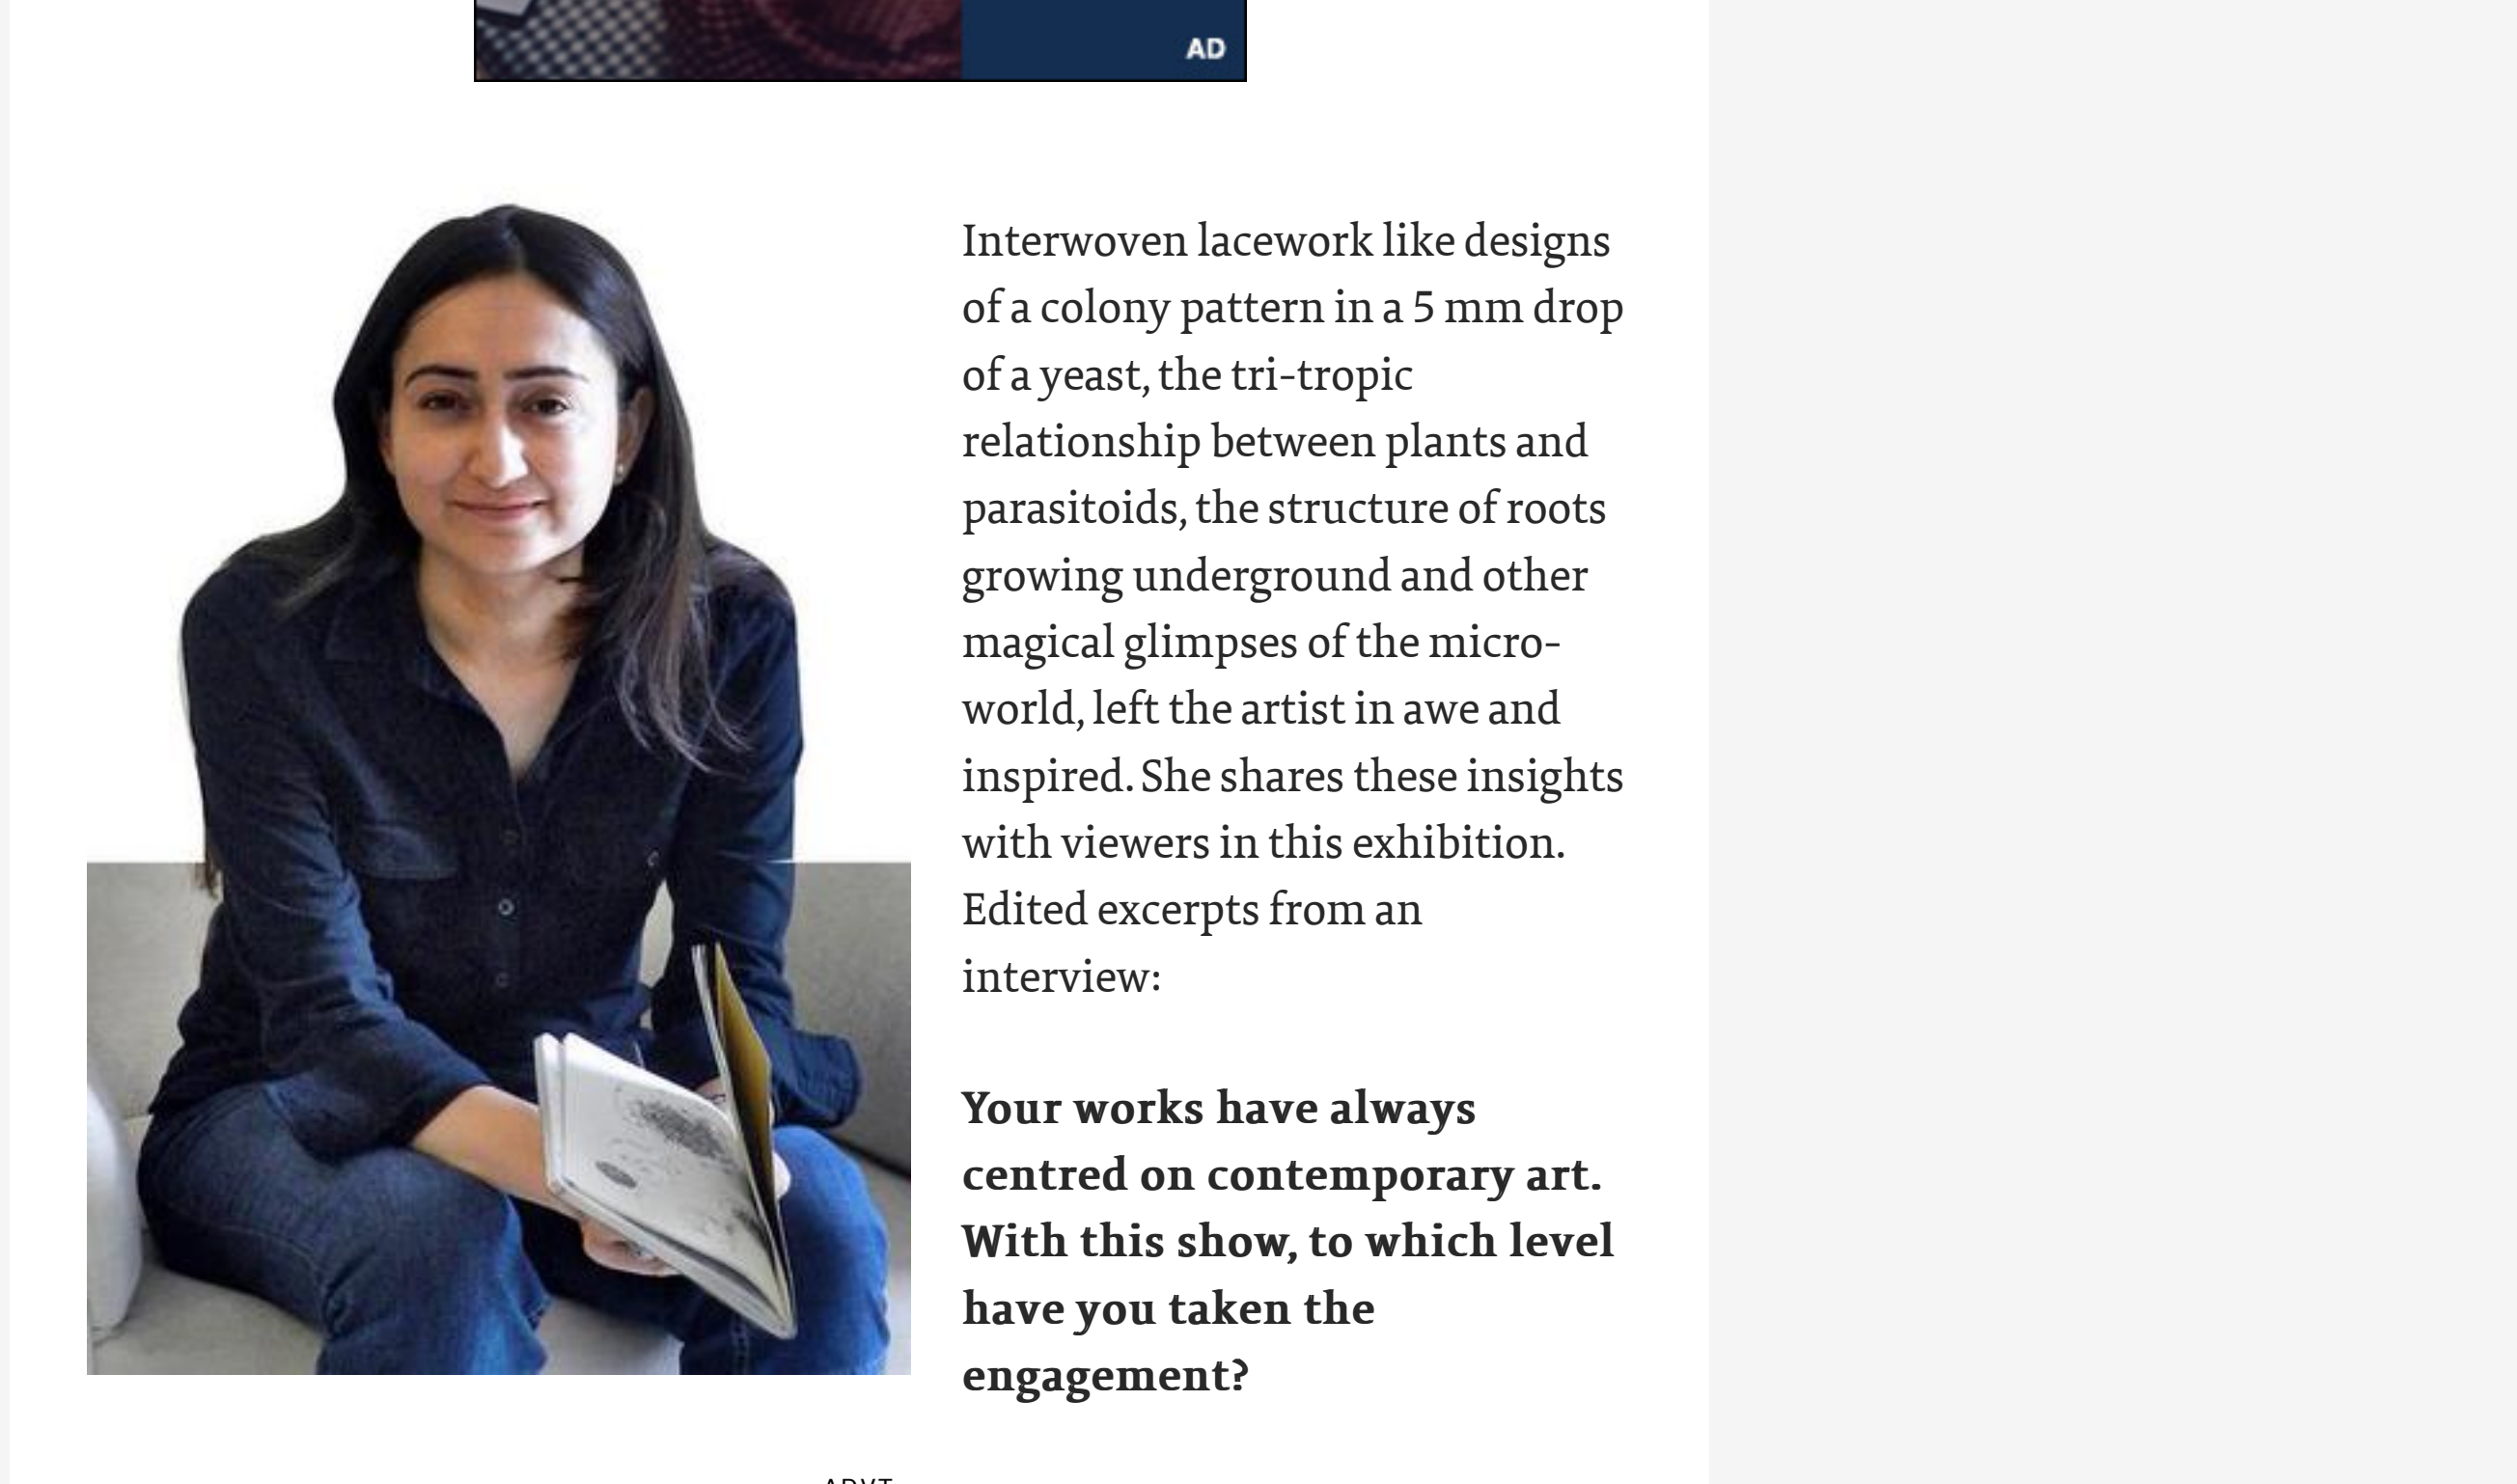 AD
Interwoven lacework like designs
of a colony pattern in a 5 mm drop
of a yeast, the tri-tropic
relationship between plants and
parasitoids, the structure of roots
growing underground and other
magical glimpses of the micro-
world, left the artist in awe and
inspired. She shares these insights
with viewers in this exhibition.
Edited excerpts from an
interview:
Your works have always
centred on contemporary art.
With this show, to which level
have you taken the
engagement?
ADVT